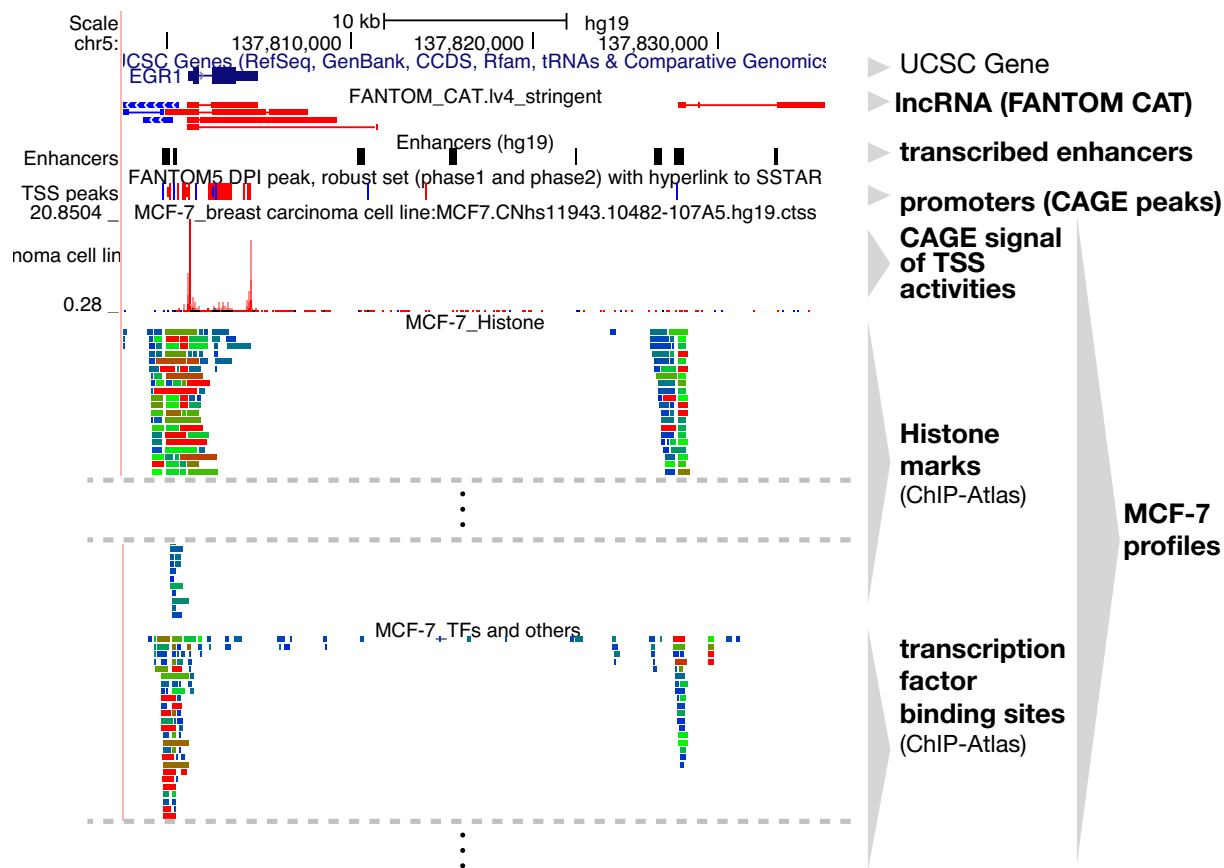 Scale 10 kb hg19
chr5: 137,810,000 137,820,000 137,830,000
UCSC Genes (RefSeq, GenBank, CCDS, Rfam, tRNAs & Comparative Genomics
EGR1
FANTOM_CAT.lv4_stringent
Enhancers (hg19)
Enhancers
FANTOM5 DPI peak, robust set (phase1 and phase2) with hyperlink to SSTAR
TSS peaks
20.8504 _ MCF-7_breast carcinoma cell line:MCF7.CNhs11943.10482-107A5.hg19.ctss
noma cell lin
0.28 _
MCF-7_Histone
MCF-7_TFs and others
UCSC Gene
lncRNA (FANTOM CAT)
transcribed enhancers
promoters (CAGE peaks)
CAGE signal
of TSS
activities
Histone
marks
(ChIP-Atlas)
transcription
factor
binding sites
(ChIP-Atlas)
MCF-7
profiles